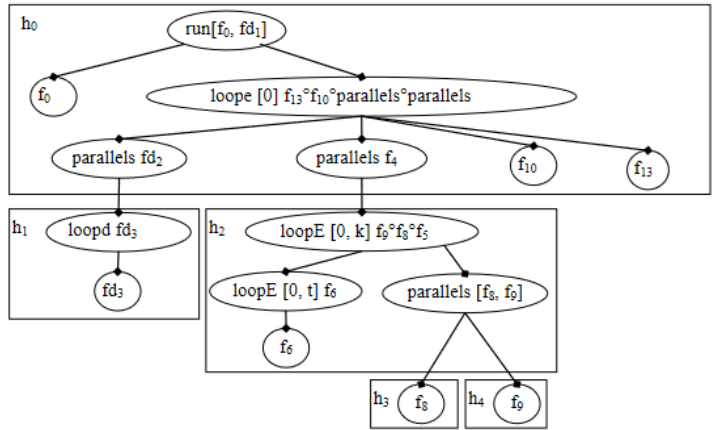 h₀
run[f₀, fd₁]
f₀
loope [0] f₁₃°f₁₀°parallels°parallels
parallels fd₂
parallels f₄
f₁₀
f₁₃
h₁
loopd fd₃
h₂
loopE [0, k] f₉°f₈°f₅
fd₃
loopE [0, t] f₆
parallels [f₈, f₉]
f₆
h₃
f₈
h₄
f₉